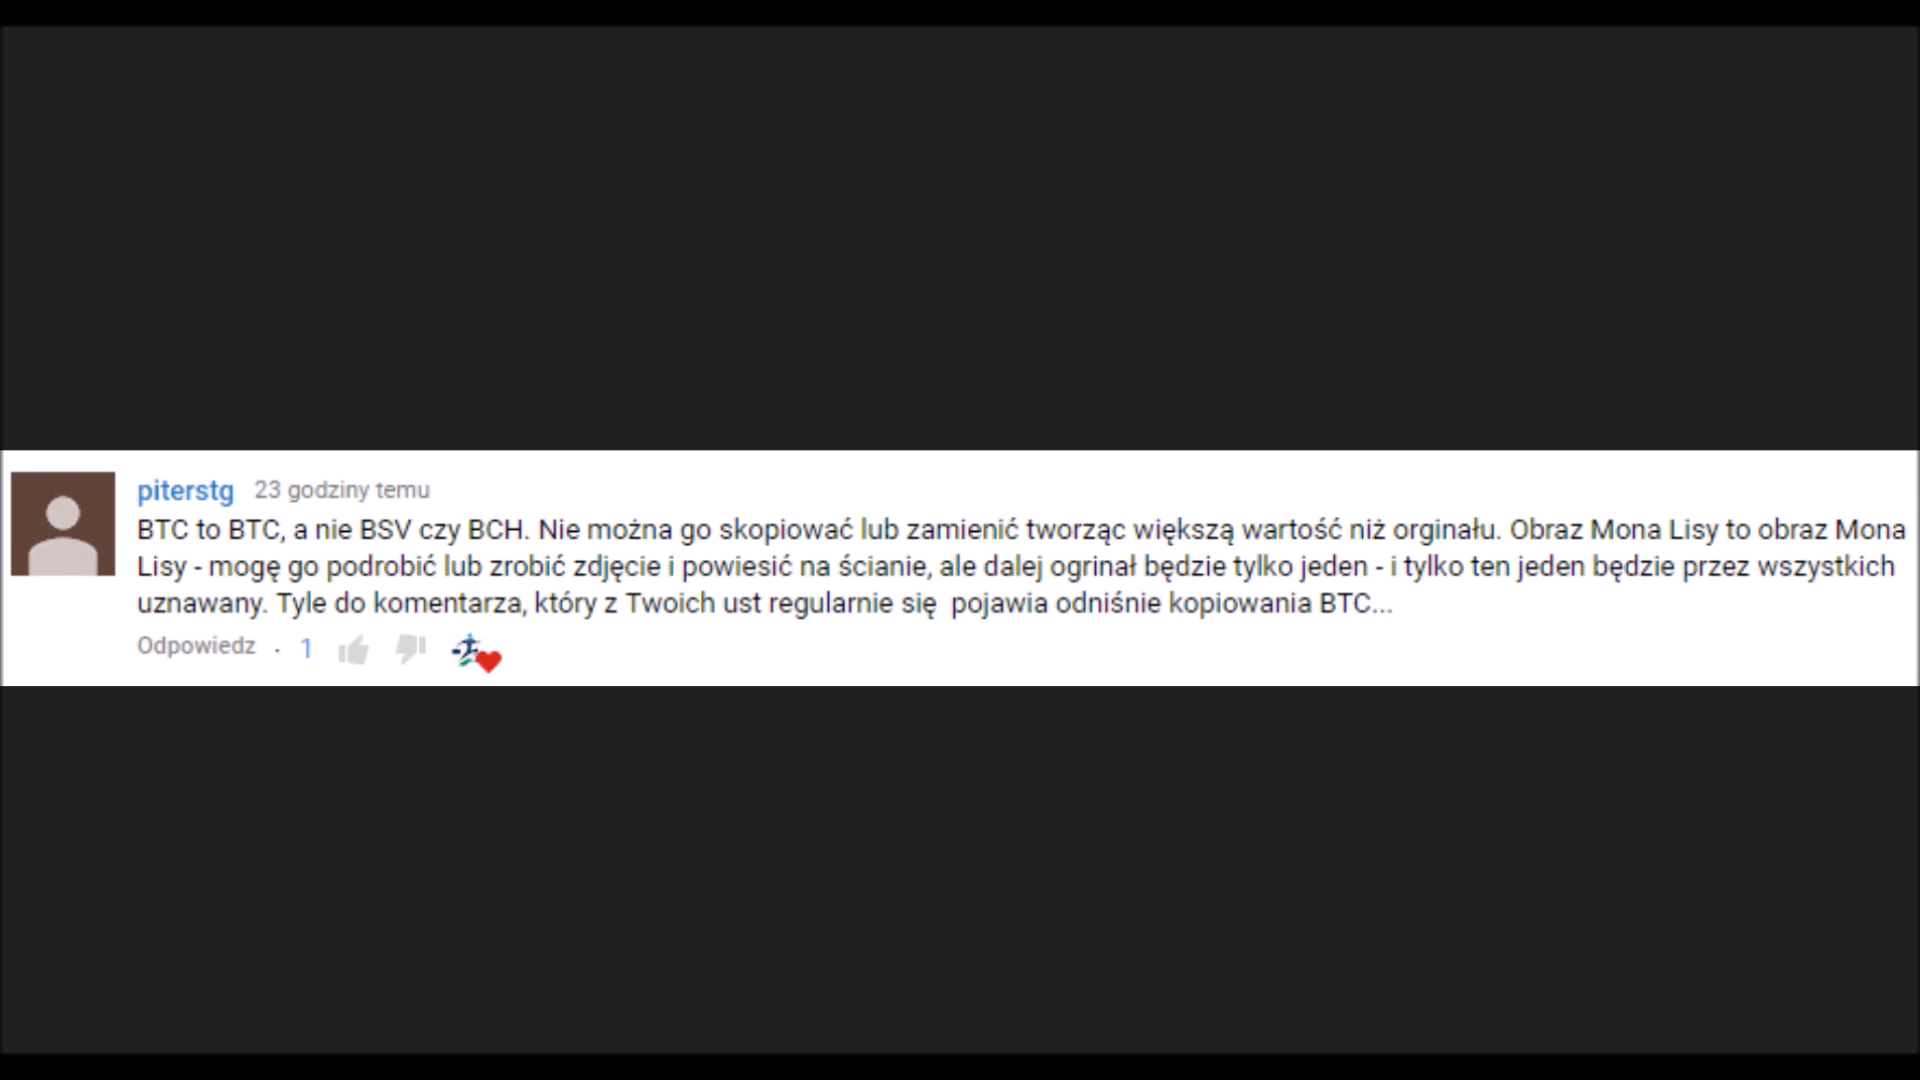 piterstg 23 godziny temu
BTC to BTC, a nie BSV czy BCH. Nie można go skopiować lub zamienić tworząc większą wartość niż orginału. Obraz Mona Lisy to obraz Mona
Lisy - mogę go podrobić lub zrobić zdjęcie i powiesić na ścianie, ale dalej ogrinał będzie tylko jeden - i tylko ten jeden będzie przez wszystkich
uznawany. Tyle do komentarza, który z Twoich ust regularnie się  pojawia odniśnie kopiowania BTC...
Odpowiedz · 1